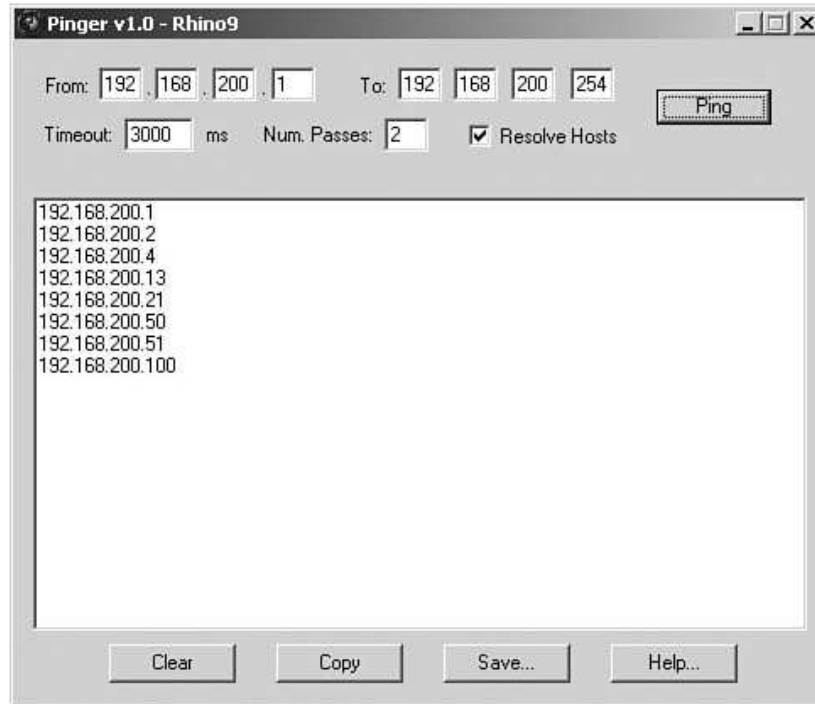 Pinger v1.0 - Rhino9
From: 192 . 168 . 200 . 1 To: 192 168 200 254
Ping
Timeout: 3000 ms Num. Passes: 2 Resolve Hosts
192.168.200.1
192.168.200.2
192.168.200.4
192.168.200.13
192.168.200.21
192.168.200.50
192.168.200.51
192.168.200.100
Clear Copy Save... Help...